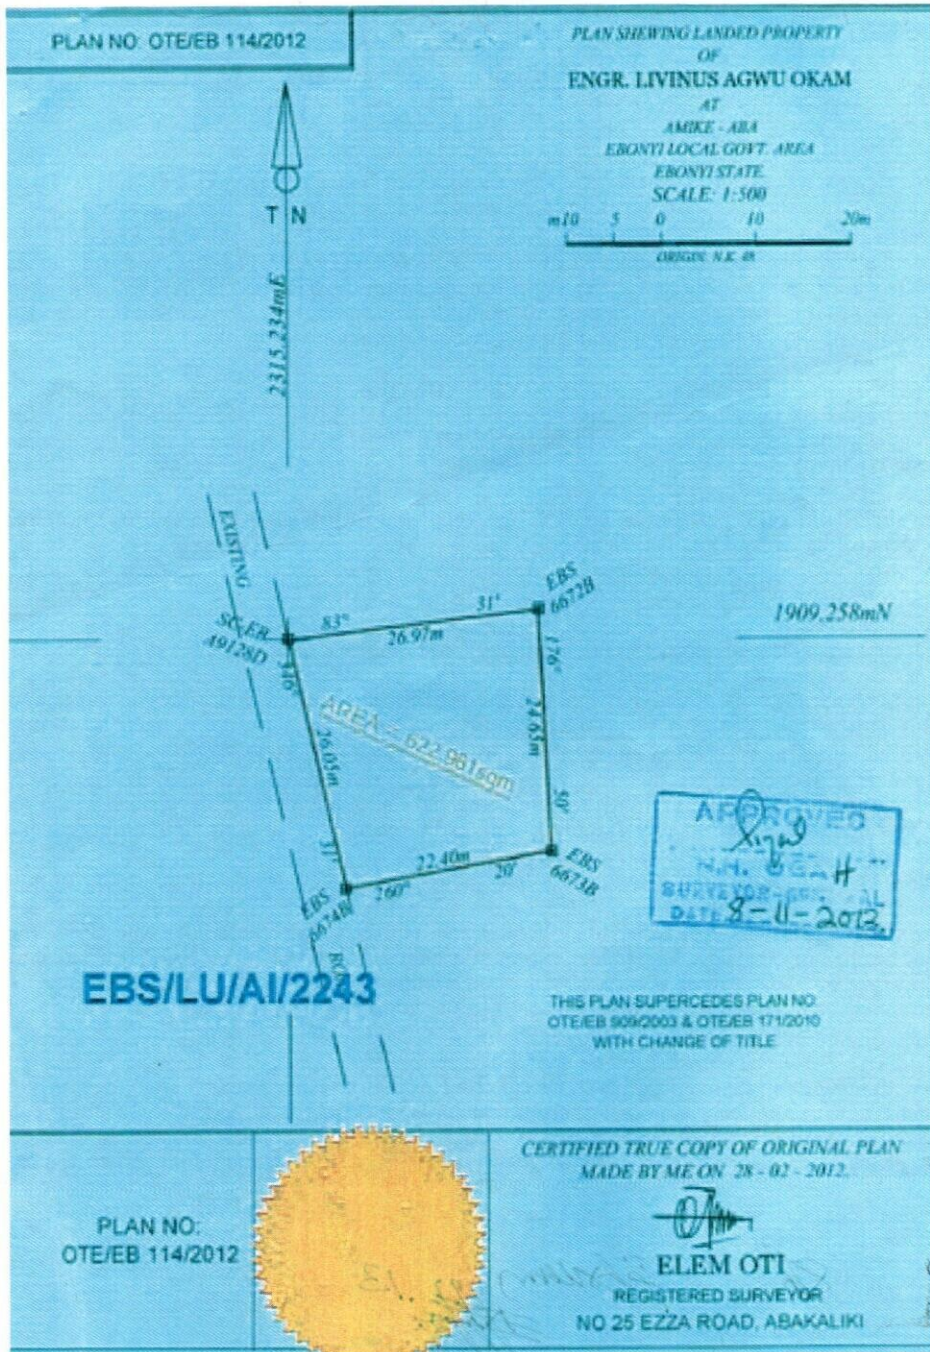 PLAN NO: OTE/EB 114/2012
PLAN SHEWING LANDED PROPERTY
OF
ENGR. LIVINUS AGWU OKAM
AT
AMIKE - ABA
EBONYI LOCAL GOVT. AREA
EBONYI STATE
SCALE: 1:500
m10 5 0 10 20m
ORIGIN: N.K. 48
T N
2315.234mE
EXISTING
SC/EB
A9128D
83° 31'
26.97m
EBS
6672B
1909.258mN
176°
24.65m
50'
346°
26.05m
31'
AREA = 622.981sqm
22.40m
260° 20'
EBS
6673B
EBS
6674B
APPROVED
SURVEYOR
DATE 8-11-2013.
EBS/LU/AI/2243
THIS PLAN SUPERCEDES PLAN NO
OTE/EB 909/2003 & OTE/EB 171/2010
WITH CHANGE OF TITLE
CERTIFIED TRUE COPY OF ORIGINAL PLAN
MADE BY ME ON 28 - 02 - 2012.
PLAN NO:
OTE/EB 114/2012
ELEM OTI
REGISTERED SURVEYOR
NO 25 EZZA ROAD, ABAKALIKI